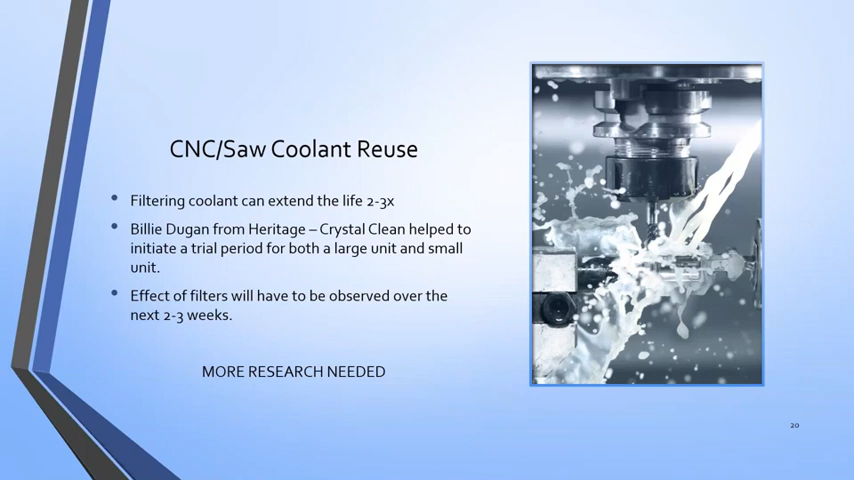 CNC/Saw Coolant Reuse
• Filtering coolant can extend the life 2-3x
• Billie Dugan from Heritage – Crystal Clean helped to
initiate a trial period for both a large unit and small
unit.
• Effect of filters will have to be observed over the
next 2-3 weeks.
MORE RESEARCH NEEDED
20